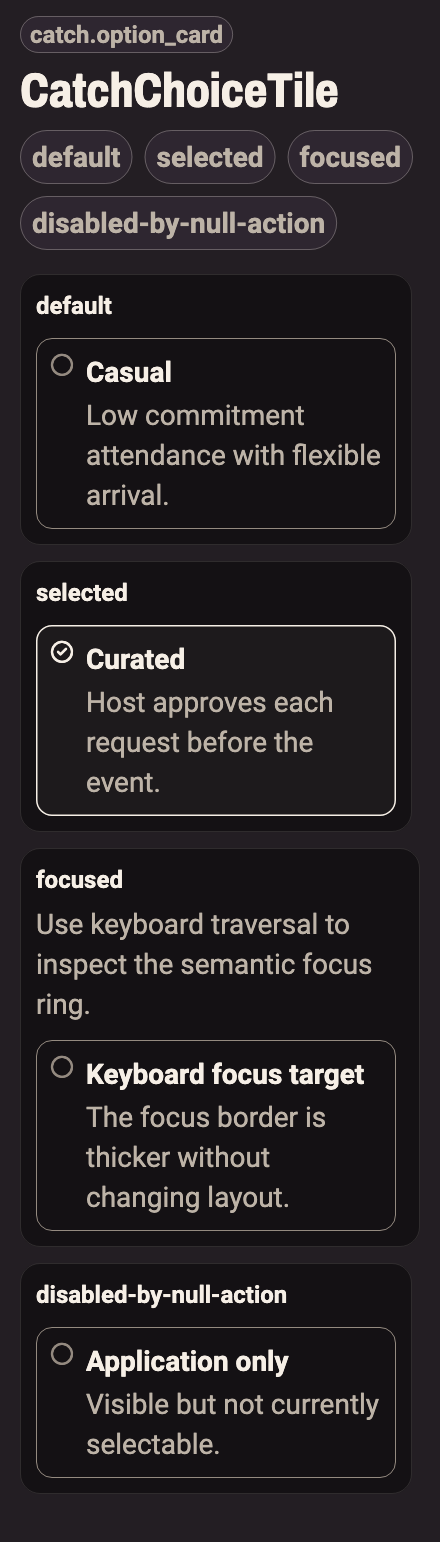 catch.option_card
CatchChoiceTile
default selected focused
disabled-by-null-action
default
Casual
Low commitment
attendance with flexible
arrival.
selected
Curated
Host approves each
request before the
event.
focused
Use keyboard traversal to
inspect the semantic focus
ring.
Keyboard focus target
The focus border is
thicker without
changing layout.
disabled-by-null-action
Application only
Visible but not currently
selectable.